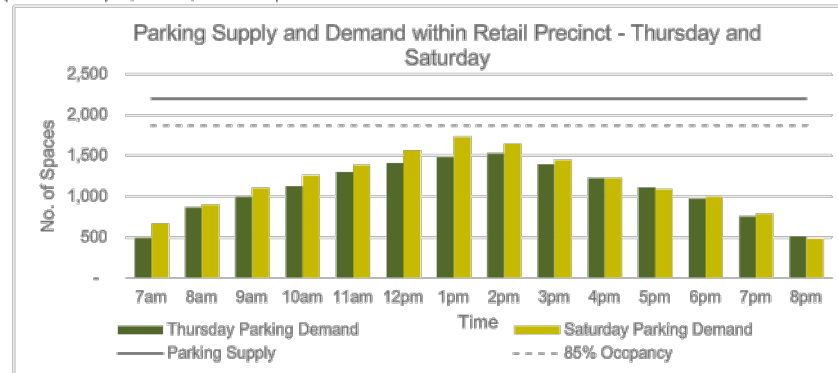 Parking Supply and Demand within Retail Precinct - Thursday and
Saturday
2,500
2,000
1,500
1,000
500
-
No. of Spaces
7am 8am 9am 10am 11am 12pm 1pm 2pm 3pm 4pm 5pm 6pm 7pm 8pm
Time
Thursday Parking Demand
Saturday Parking Demand
Parking Supply
85% Occpancy